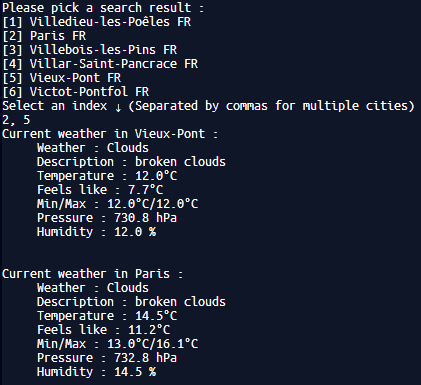 Please pick a search result :
[1] Villedieu-les-Poêles FR
[2] Paris FR
[3] Villebois-les-Pins FR
[4] Villar-Saint-Pancrace FR
[5] Vieux-Pont FR
[6] Victot-Pontfol FR
Select an index ↓ (Separated by commas for multiple cities)
2, 5
Current weather in Vieux-Pont :
Weather : Clouds
Description : broken clouds
Temperature : 12.0°C
Feels like : 7.7°C
Min/Max : 12.0°C/12.0°C
Pressure : 730.8 hPa
Humidity : 12.0 %
Current weather in Paris :
Weather : Clouds
Description : broken clouds
Temperature : 14.5°C
Feels like : 11.2°C
Min/Max : 13.0°C/16.1°C
Pressure : 732.8 hPa
Humidity : 14.5 %